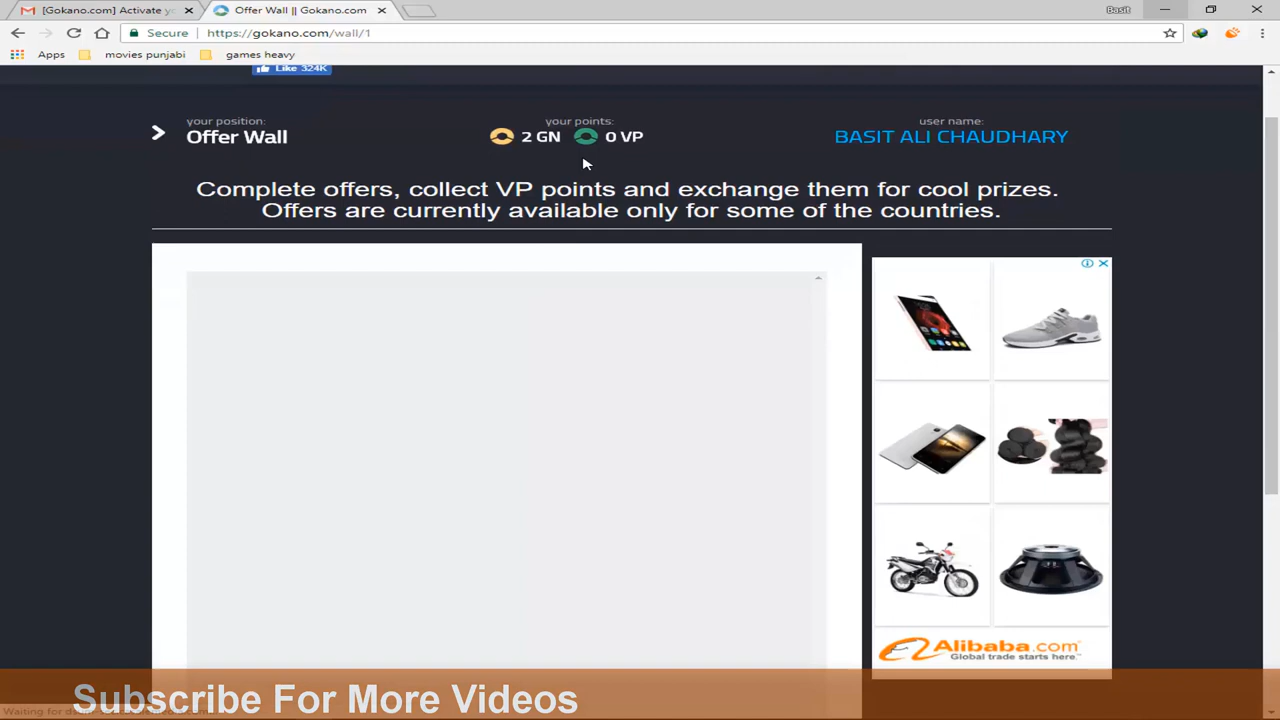 [Gokano.com] Activate yo
Offer Wall || Gokano.com
Basit
Secure
https://gokano.com/wall/1
Apps
movies punjabi
games heavy
Like 324K
your position:
Offer Wall
your points:
2 GN
0 VP
user name:
BASIT ALI CHAUDHARY
Complete offers, collect VP points and exchange them for cool prizes.
Offers are currently available only for some of the countries.
Alibaba.com
Global trade starts here.
Subscribe For More Videos
Waiting for